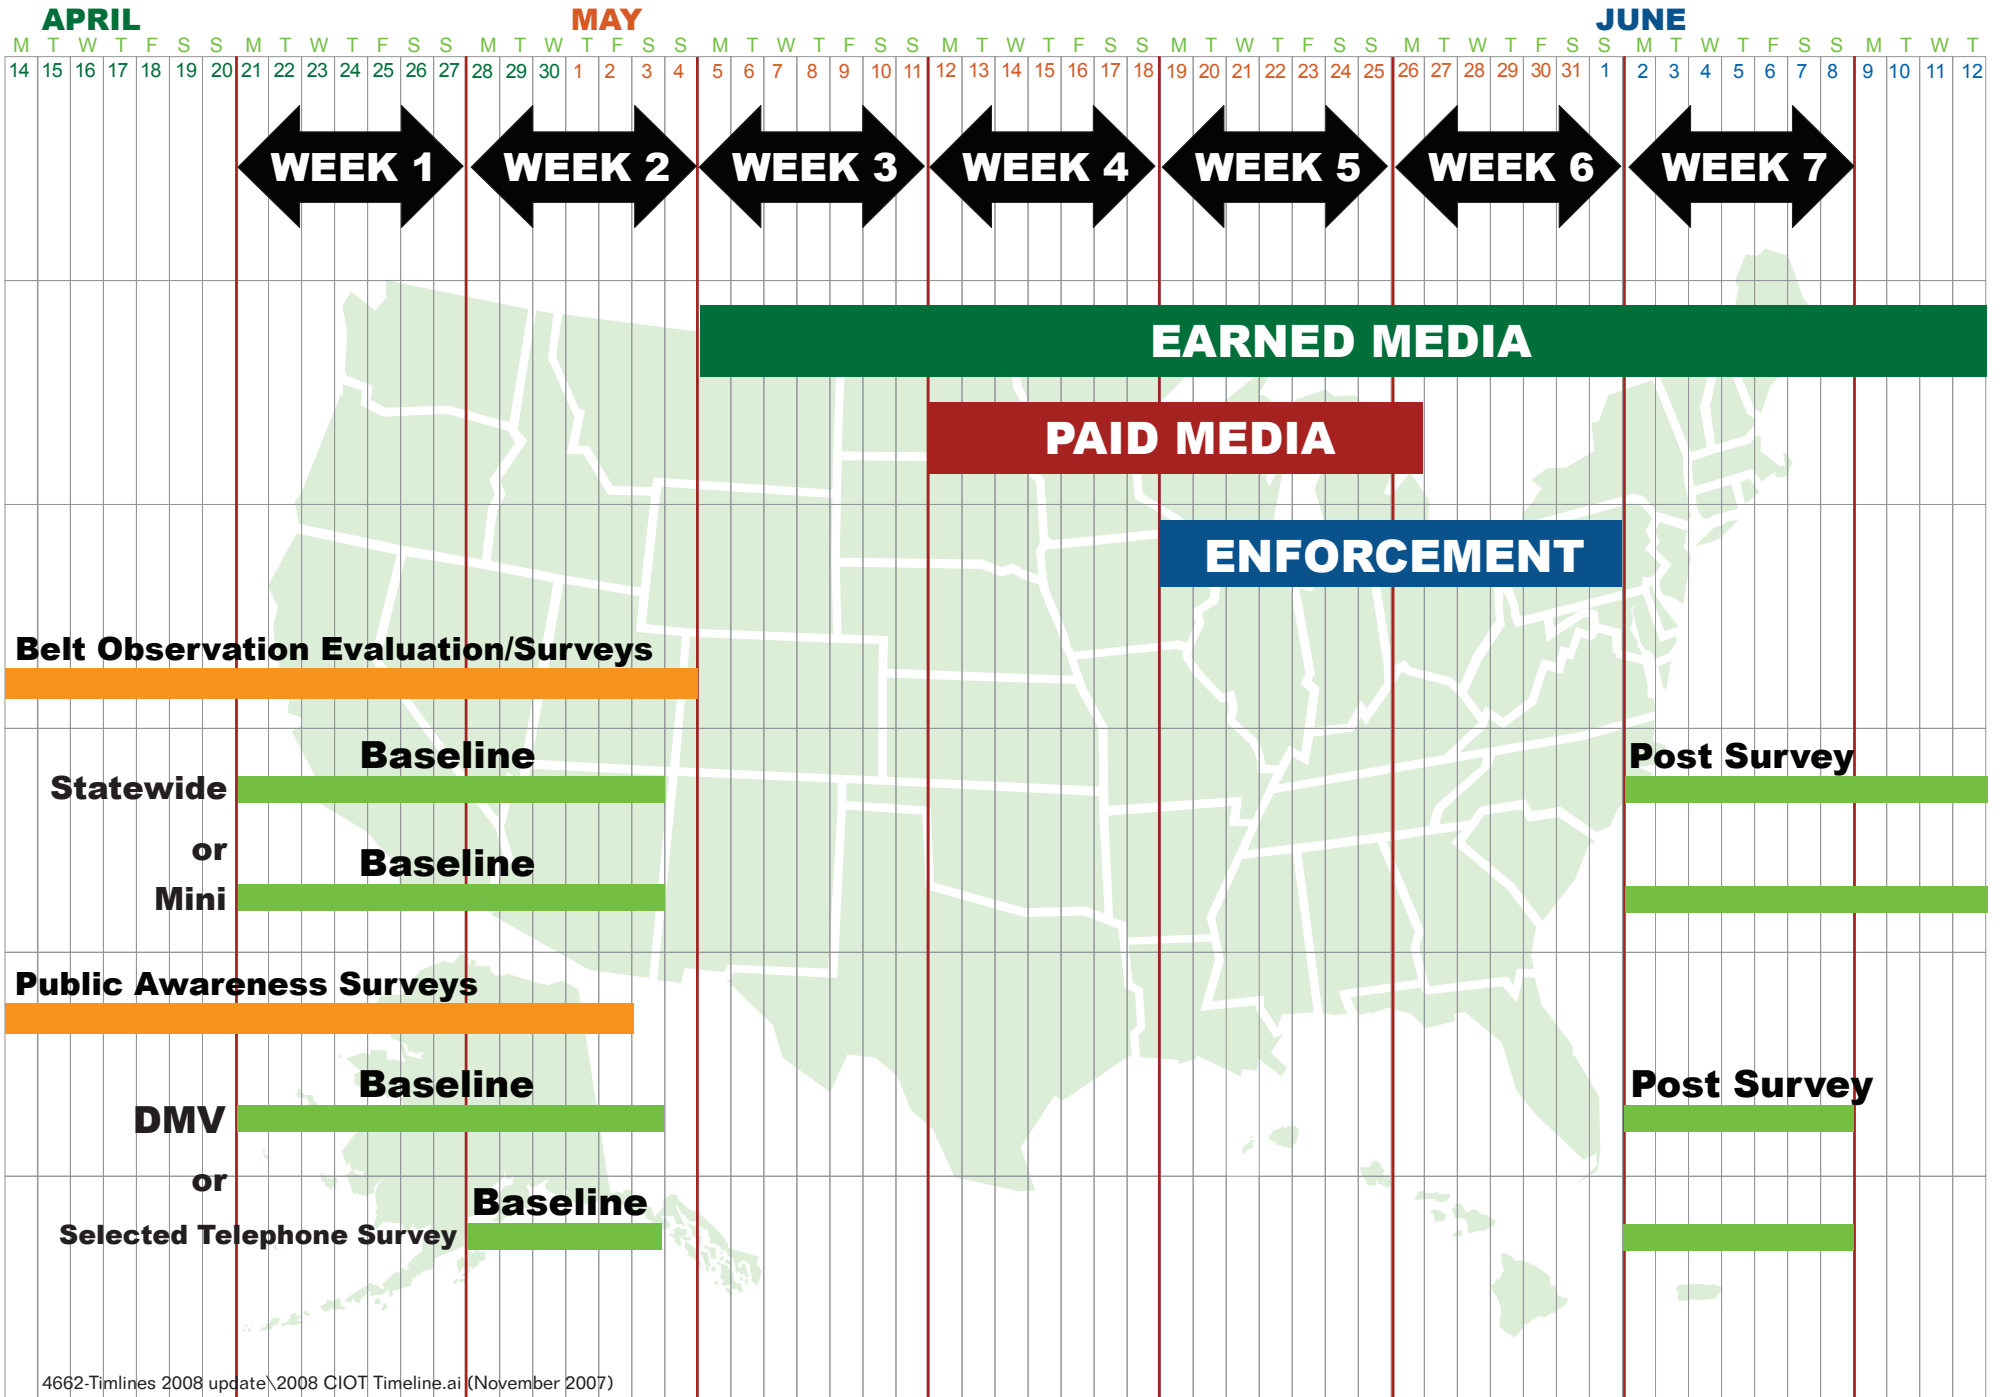 APRIL MAY JUNE
M T W T F S S M T W T F S S M T W T F S S M T W T F S S M T W T F S S M T W T F S S M T W T F S S M T W T F S S M T W T
14 15 16 17 18 19 20 21 22 23 24 25 26 27 28 29 30 1 2 3 4 5 6 7 8 9 10 11 12 13 14 15 16 17 18 19 20 21 22 23 24 25 26 27 28 29 30 31 1 2 3 4 5 6 7 8 9 10 11 12
WEEK 1 WEEK 2 WEEK 3 WEEK 4 WEEK 5 WEEK 6 WEEK 7
EARNED MEDIA
PAID MEDIA
ENFORCEMENT
Belt Observation Evaluation/Surveys
Baseline Post Survey
Statewide
or
Baseline
Mini
Public Awareness Surveys
Baseline Post Survey
DMV
or
Baseline
Selected Telephone Survey
4662-Timlines 2008 update\2008 CIOT Timeline.ai (November 2007)